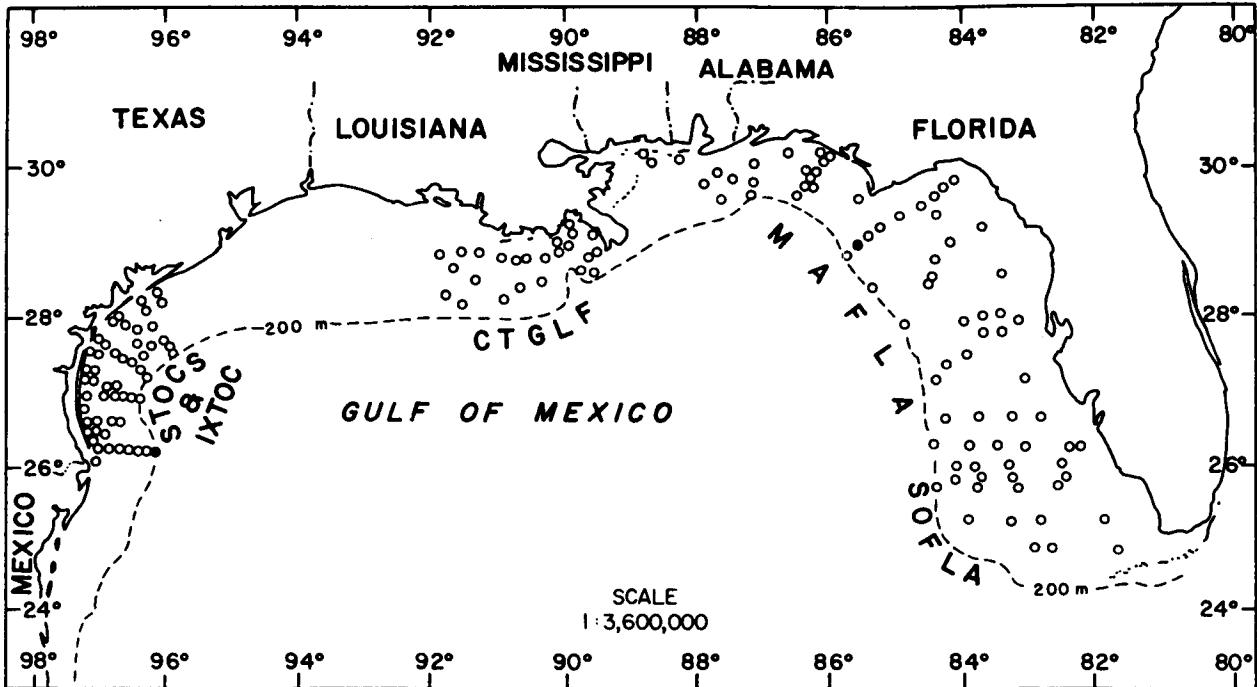 98° 96° 94° 92° 90° 88° 86° 84° 82° 80°
MISSISSIPPI ALABAMA
TEXAS LOUISIANA FLORIDA
30° 30°
28° 28°
200 m
CTGLF
MAFLA
STOCS
&
IXTOC
GULF OF MEXICO
26° 26°
SOFLA
MEXICO
200 m
SCALE
1:3,600,000
24° 24°
98° 96° 94° 92° 90° 88° 86° 84° 82° 80°